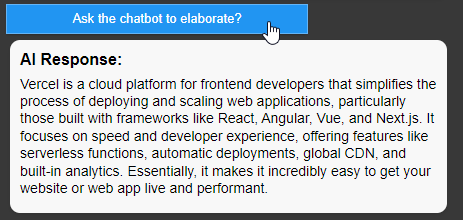 Ask the chatbot to elaborate?
AI Response:
Vercel is a cloud platform for frontend developers that simplifies the
process of deploying and scaling web applications, particularly
those built with frameworks like React, Angular, Vue, and Next.js. It
focuses on speed and developer experience, offering features like
serverless functions, automatic deployments, global CDN, and
built-in analytics. Essentially, it makes it incredibly easy to get your
website or web app live and performant.